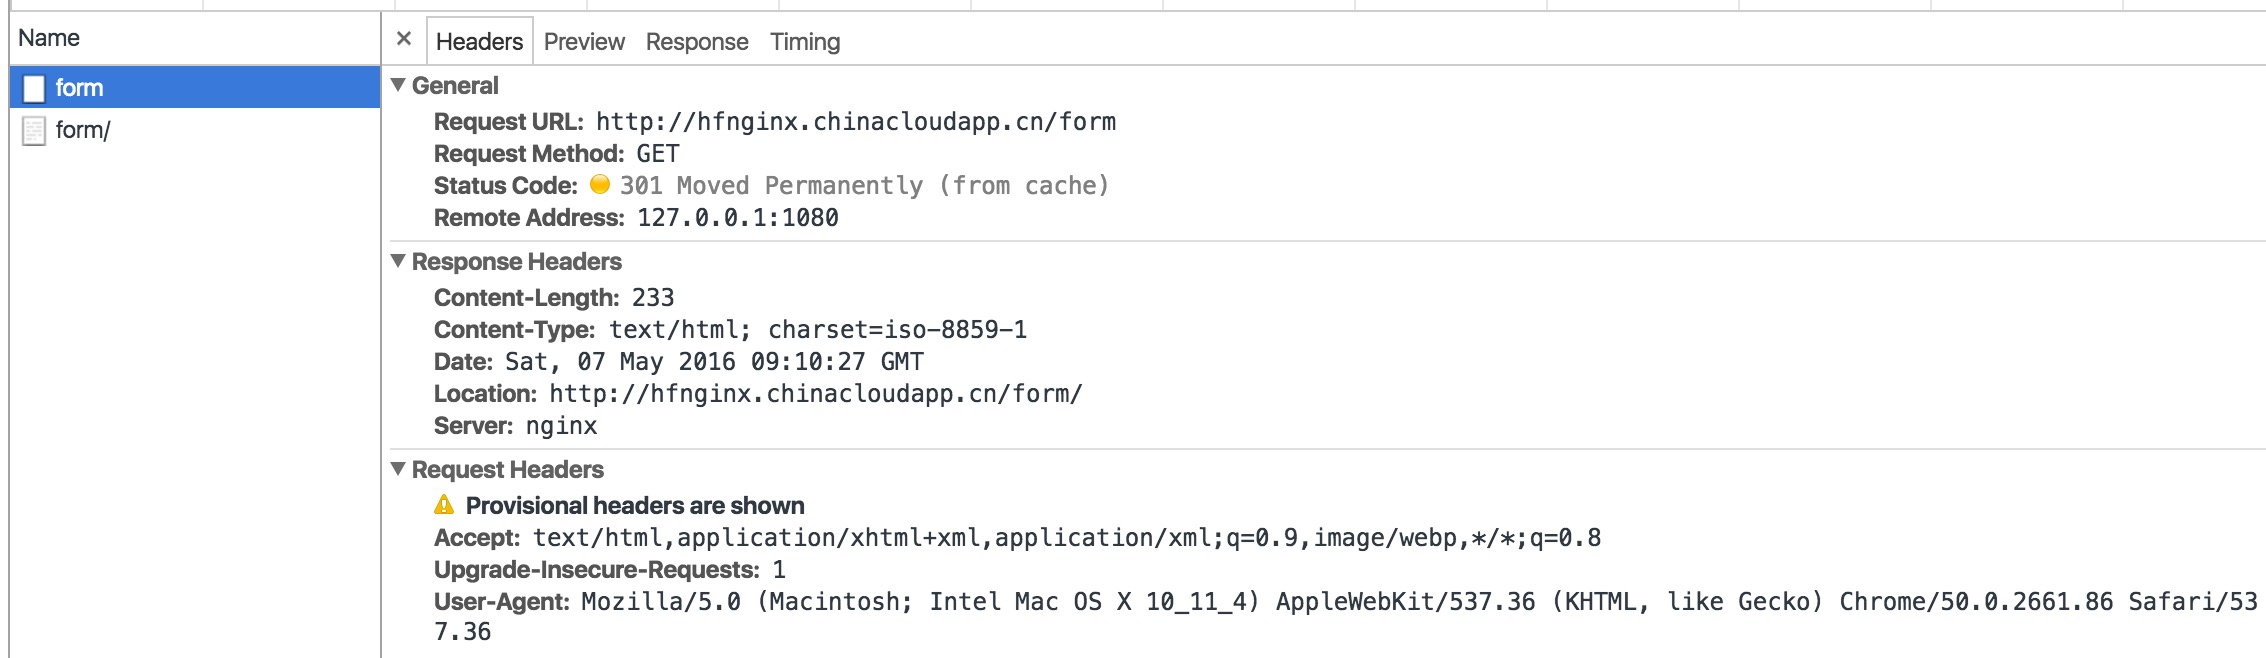 Name
× Headers Preview Response Timing
form
form/
▼ General
Request URL: http://hfnginx.chinacloudapp.cn/form
Request Method: GET
Status Code: 301 Moved Permanently (from cache)
Remote Address: 127.0.0.1:1080
▼ Response Headers
Content-Length: 233
Content-Type: text/html; charset=iso-8859-1
Date: Sat, 07 May 2016 09:10:27 GMT
Location: http://hfnginx.chinacloudapp.cn/form/
Server: nginx
▼ Request Headers
Provisional headers are shown
Accept: text/html,application/xhtml+xml,application/xml;q=0.9,image/webp,*/*;q=0.8
Upgrade-Insecure-Requests: 1
User-Agent: Mozilla/5.0 (Macintosh; Intel Mac OS X 10_11_4) AppleWebKit/537.36 (KHTML, like Gecko) Chrome/50.0.2661.86 Safari/53
7.36